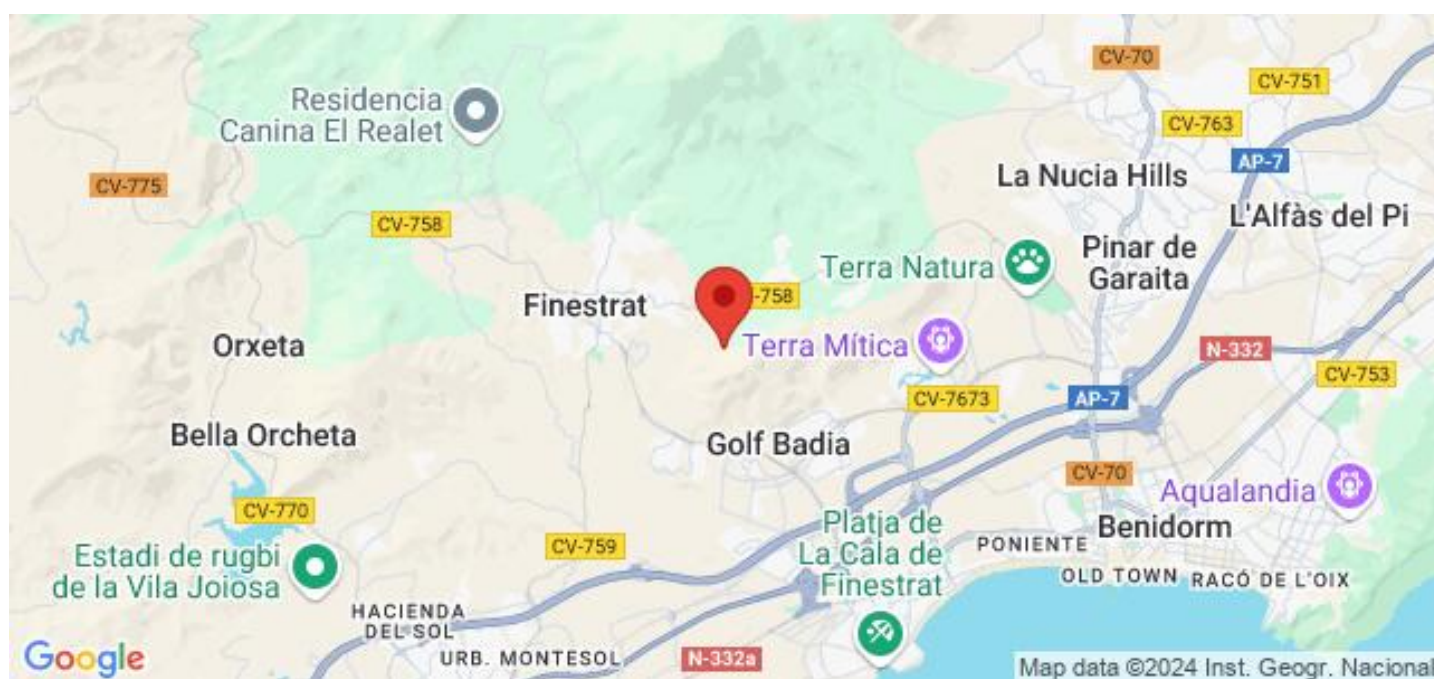 CV-70
CV-751
Residencia
Canina El Realet
CV-763
AP-7
CV-775
La Nucia Hills
CV-758
L'Alfàs del Pi
Pinar de
Garaita
Terra Natura
-758
Finestrat
Orxeta
Terra Mítica
N-332
CV-753
CV-7673
AP-7
Bella Orcheta
Golf Badia
CV-70
Aqualandia
CV-770
Platja de
La Cala de
Finestrat
Benidorm
PONIENTE
CV-759
Estadi de rugbi
de la Vila Joiosa
OLD TOWN
RACÓ DE L'OIX
HACIENDA
DEL SOL
URB. MONTESOL
N-332a
Google
Map data ©2024 Inst. Geogr. Nacional